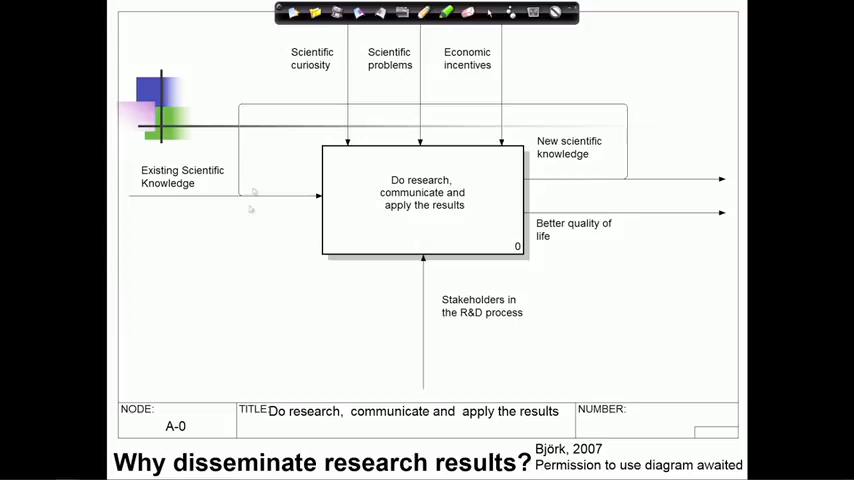 Scientific
curiosity
Scientific
problems
Economic
incentives
New scientific
knowledge
Existing Scientific
Knowledge
Do research,
communicate and
apply the results
Better quality of
life
0
Stakeholders in
the R&D process
NODE:
A-0
TITLE:
Do research, communicate and apply the results
NUMBER:
Why disseminate research results?
Björk, 2007
Permission to use diagram awaited